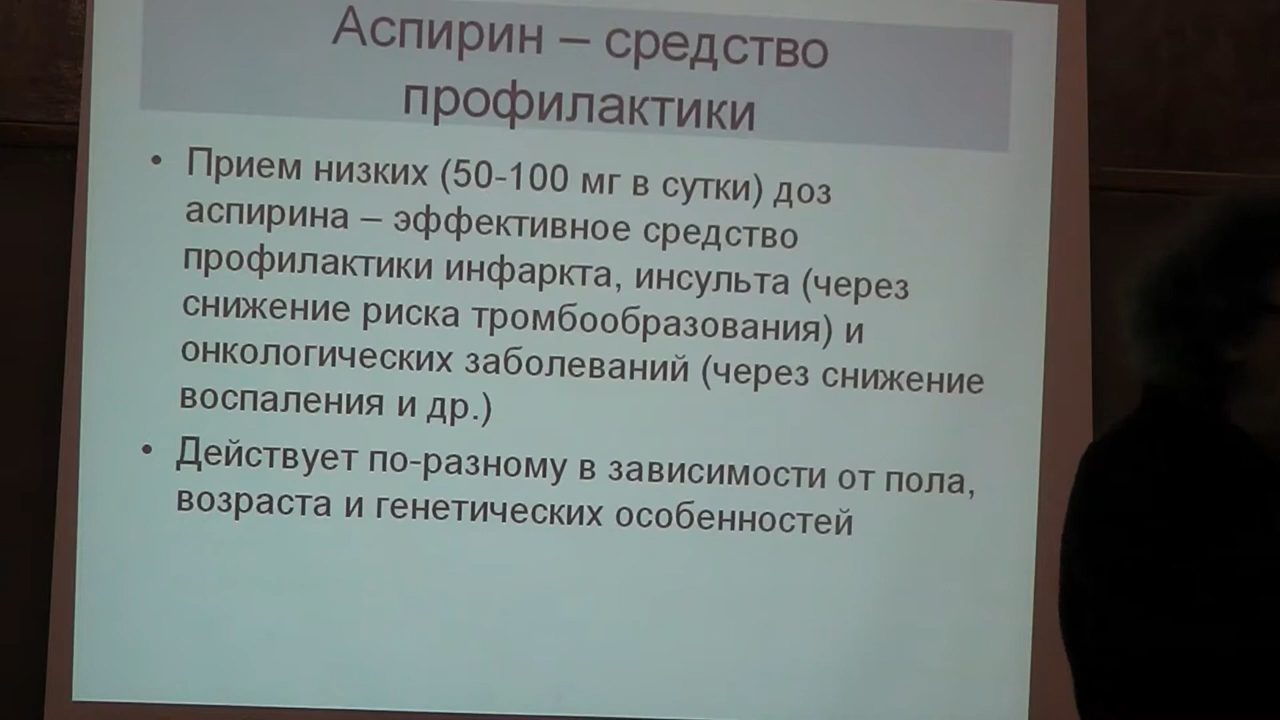 Аспирин – средство
профилактики
• Прием низких (50-100 мг в сутки) доз
аспирина – эффективное средство
профилактики инфаркта, инсульта (через
снижение риска тромбообразования) и
онкологических заболеваний (через снижение
воспаления и др.)
• Действует по-разному в зависимости от пола,
возраста и генетических особенностей